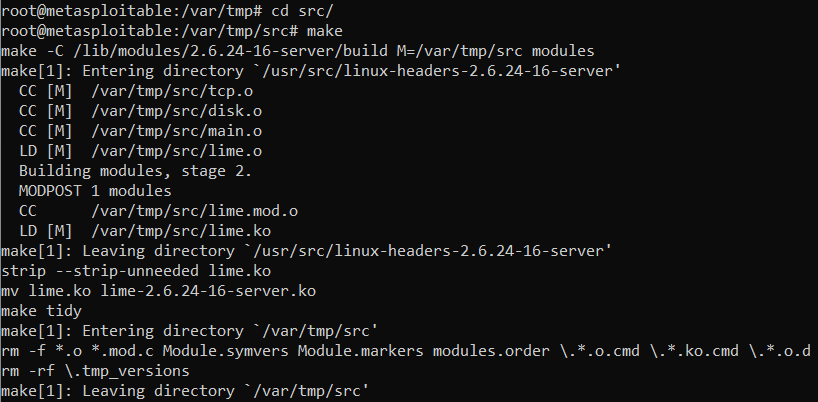 root@metasploitable:/var/tmp# cd src/
root@metasploitable:/var/tmp/src# make
make -C /lib/modules/2.6.24-16-server/build M=/var/tmp/src modules
make[1]: Entering directory `/usr/src/linux-headers-2.6.24-16-server'
  CC [M]  /var/tmp/src/tcp.o
  CC [M]  /var/tmp/src/disk.o
  CC [M]  /var/tmp/src/main.o
  LD [M]  /var/tmp/src/lime.o
  Building modules, stage 2.
  MODPOST 1 modules
  CC      /var/tmp/src/lime.mod.o
  LD [M]  /var/tmp/src/lime.ko
make[1]: Leaving directory `/usr/src/linux-headers-2.6.24-16-server'
strip --strip-unneeded lime.ko
mv lime.ko lime-2.6.24-16-server.ko
make tidy
make[1]: Entering directory `/var/tmp/src'
rm -f *.o *.mod.c Module.symvers Module.markers modules.order \.*.o.cmd \.*.ko.cmd \.*.o.d
rm -rf \.tmp_versions
make[1]: Leaving directory `/var/tmp/src'